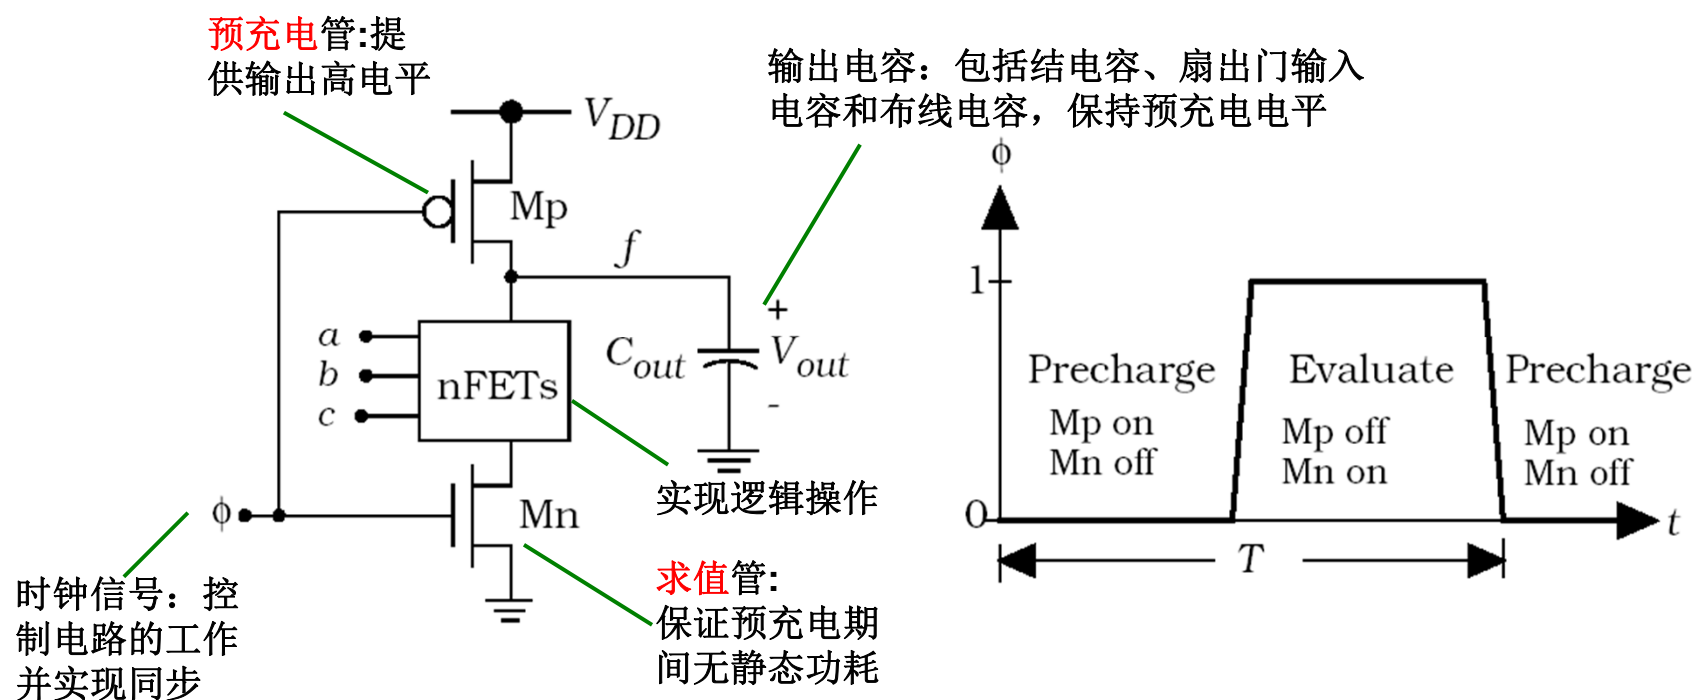 预充电管:提
供输出高电平
输出电容：包括结电容、扇出门输入
电容和布线电容，保持预充电电平
V_DD
ϕ
Mp
f
1
a
b
c
nFETs
C_out
+
V_out
-
Precharge
Mp on
Mn off
Evaluate
Mp off
Mn on
Precharge
Mp on
Mn off
实现逻辑操作
ϕ
Mn
0
t
T
时钟信号：控
制电路的工作
并实现同步
求值管:
保证预充电期
间无静态功耗